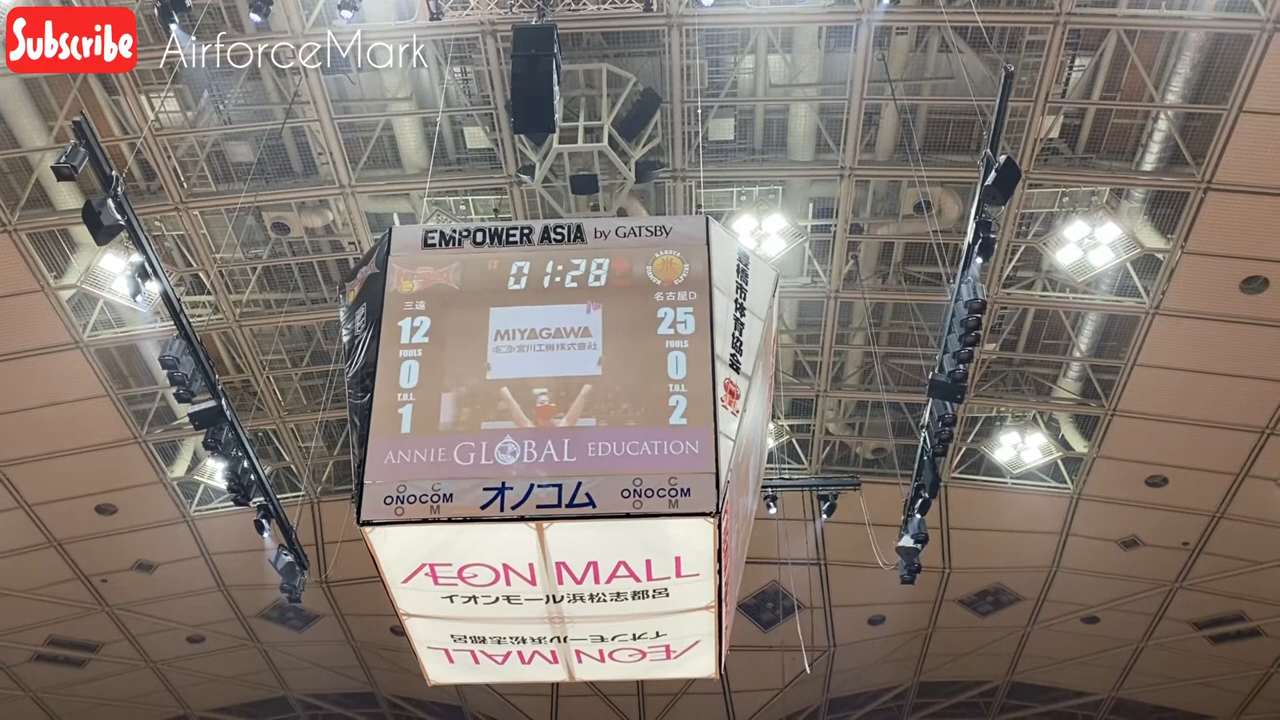 Subscribe
AirforceMark
EMPOWER ASIA by GATSBY
01:28
三遠
名古屋D
12
25
FOULS
FOULS
0
0
T.O.L
T.O.L
1
2
MIYAGAWA
宮川工機株式会社
ANNIE GLOBAL EDUCATION
ONOCOM
オノコム
ONOCOM
ÆON MALL
イオンモール浜松志都呂
イオンモール浜松志都呂
ÆON MALL